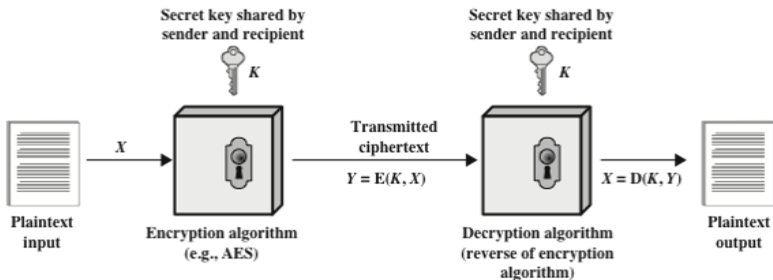 Secret key shared by
sender and recipient
K
Secret key shared by
sender and recipient
K
X
Transmitted
ciphertext
Y = E(K, X)
X = D(K, Y)
Plaintext
input
Encryption algorithm
(e.g., AES)
Decryption algorithm
(reverse of encryption
algorithm)
Plaintext
output